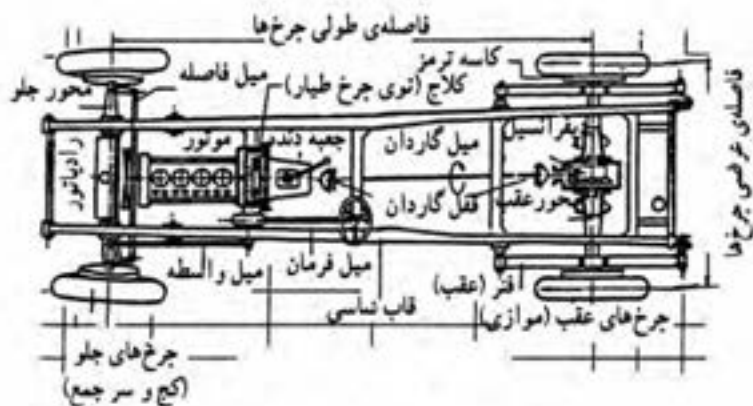 فاصله‌ی طولی چرخ‌ها
کاسه ترمز
میل فاصله
محور جلو
کلاج (توی چرخ طیار)
فاصله‌ی عرضی چرخ‌ها
رادیاتور
موتور
جعبه دنده
میل گاردان
دیفرانسیل
قفل گاردان
محور عقب
میل واسطه
میل فرمان
فنر (عقب)
قاب شاسی
چرخ‌های عقب (موازی)
چرخ‌های جلو
(کج و سر جمع)